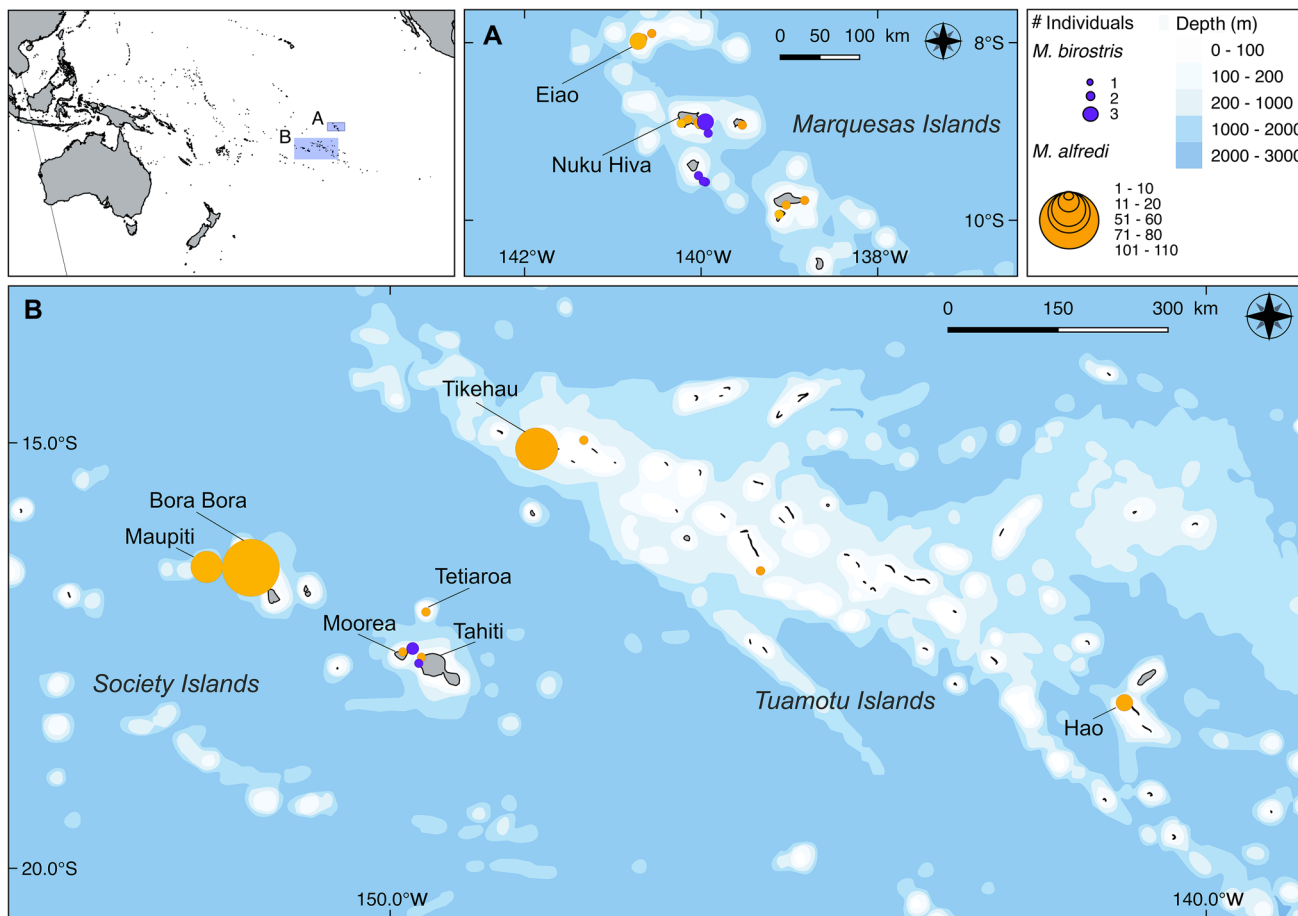 A
B
A
0 50 100 km
8°S
Eiao
Marquesas Islands
Nuku Hiva
10°S
142°W 140°W 138°W
# Individuals
M. birostris
1
2
3
M. alfredi
1 - 10
11 - 20
51 - 60
71 - 80
101 - 110
Depth (m)
0 - 100
100 - 200
200 - 1000
1000 - 2000
2000 - 3000
B
0 150 300 km
Tikehau
15.0°S
Bora Bora
Maupiti
Tetiaroa
Moorea
Tahiti
Society Islands
Tuamotu Islands
Hao
20.0°S
150.0°W 140.0°W